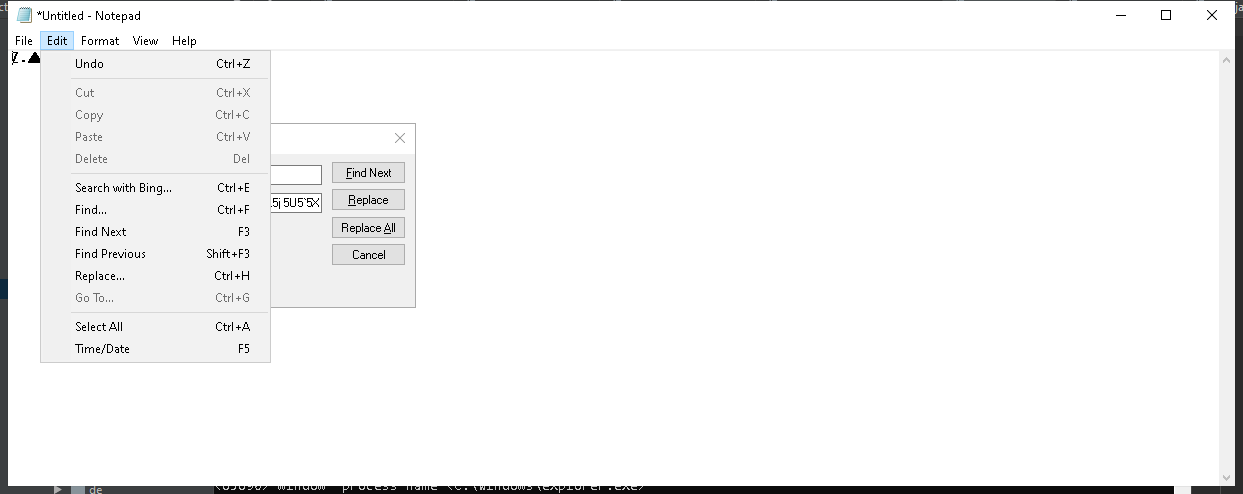 *Untitled - Notepad
File Edit Format View Help
Undo Ctrl+Z
Cut Ctrl+X
Copy Ctrl+C
Paste Ctrl+V
Delete Del
Search with Bing... Ctrl+E
Find... Ctrl+F
Find Next F3
Find Previous Shift+F3
Replace... Ctrl+H
Go To... Ctrl+G
Select All Ctrl+A
Time/Date F5
Find Next
5j 5U5`5X Replace
Replace All
Cancel
de
window process name <C:\Windows\explorer.exe>